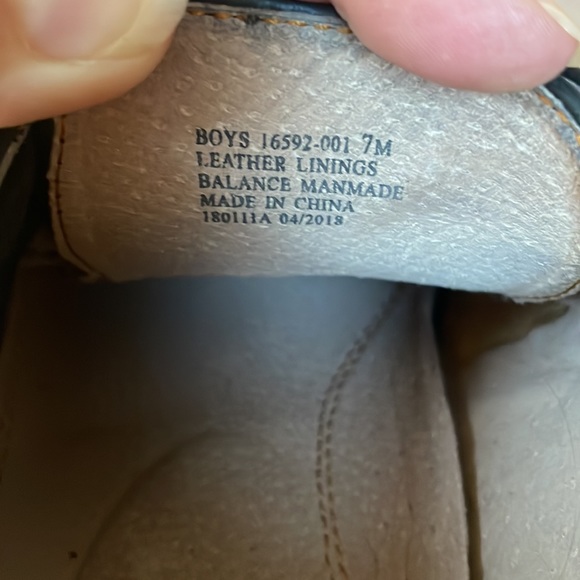 BOYS 16592-001 7M
LEATHER LININGS
BALANCE MANMADE
MADE IN CHINA
180111A 04/2018